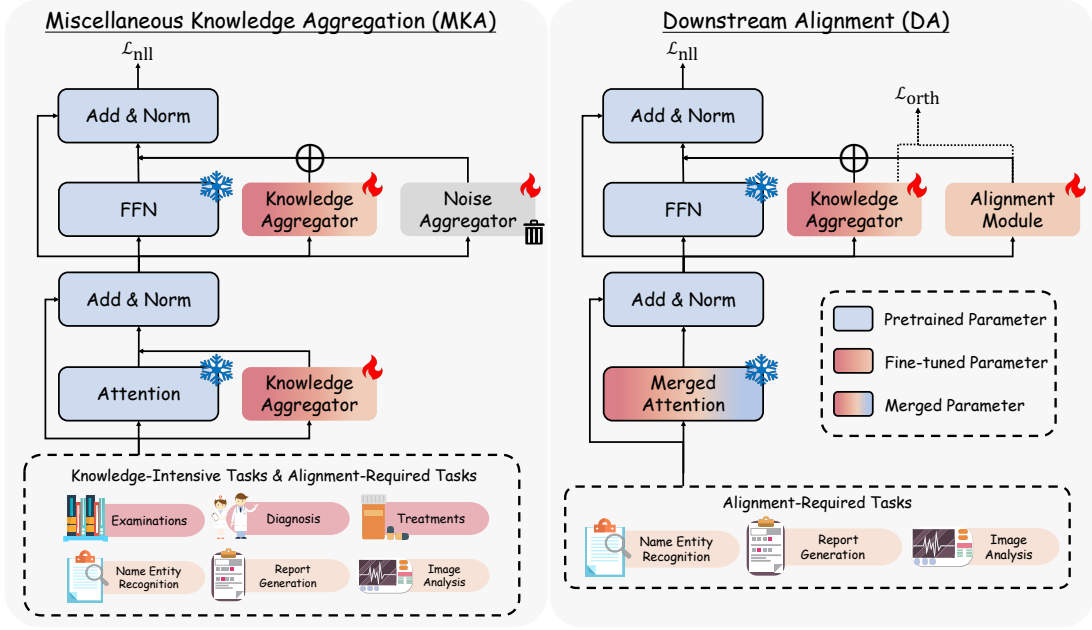 Miscellaneous Knowledge Aggregation (MKA)
ℒnll
Add & Norm
FFN
Knowledge
Aggregator
Noise
Aggregator
Add & Norm
Attention
Knowledge
Aggregator
Knowledge-Intensive Tasks & Alignment-Required Tasks
Examinations
Diagnosis
Treatments
Name Entity
Recognition
Report
Generation
Image
Analysis
Downstream Alignment (DA)
ℒnll
ℒorth
Add & Norm
FFN
Knowledge
Aggregator
Alignment
Module
Add & Norm
Merged
Attention
Pretrained Parameter
Fine-tuned Parameter
Merged Parameter
Alignment-Required Tasks
Name Entity
Recognition
Report
Generation
Image
Analysis